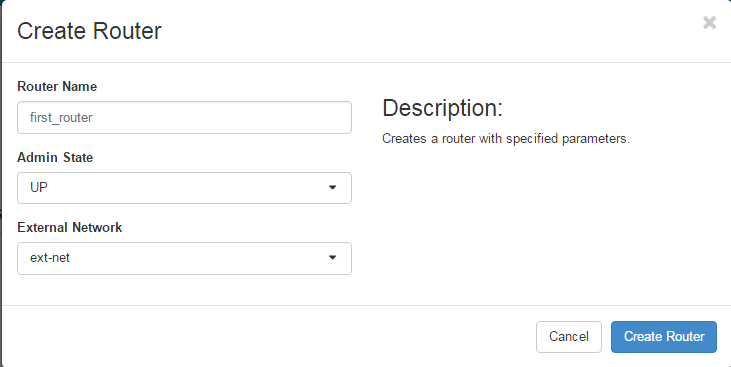 Create Router
×
Router Name
first_router
Admin State
UP
External Network
ext-net
Description:
Creates a router with specified parameters.
Cancel
Create Router